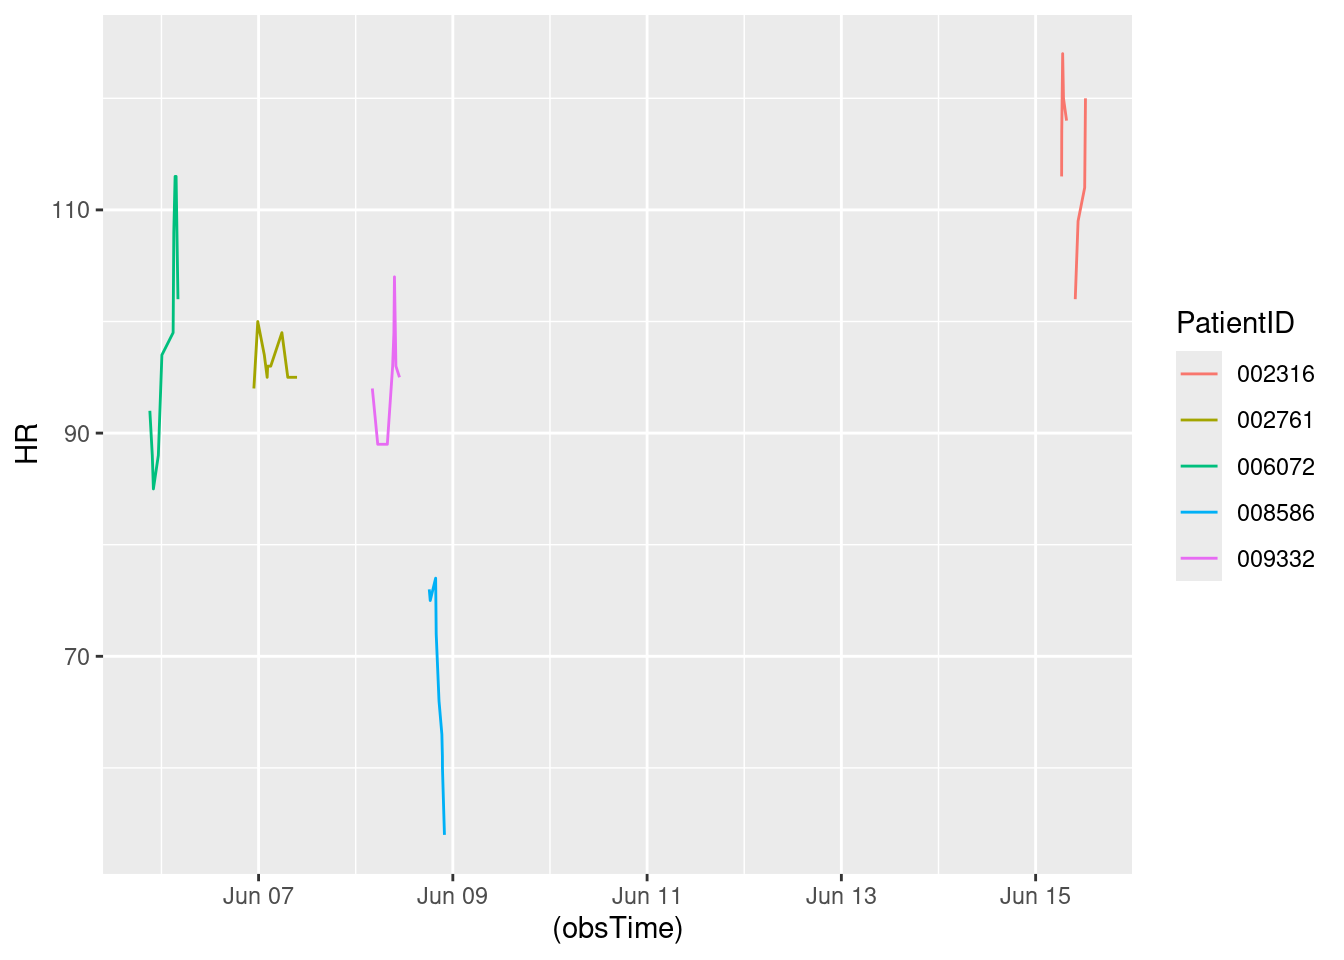 HR
110
90
70
Jun 07
Jun 09
Jun 11
Jun 13
Jun 15
(obsTime)
PatientID
002316
002761
006072
008586
009332